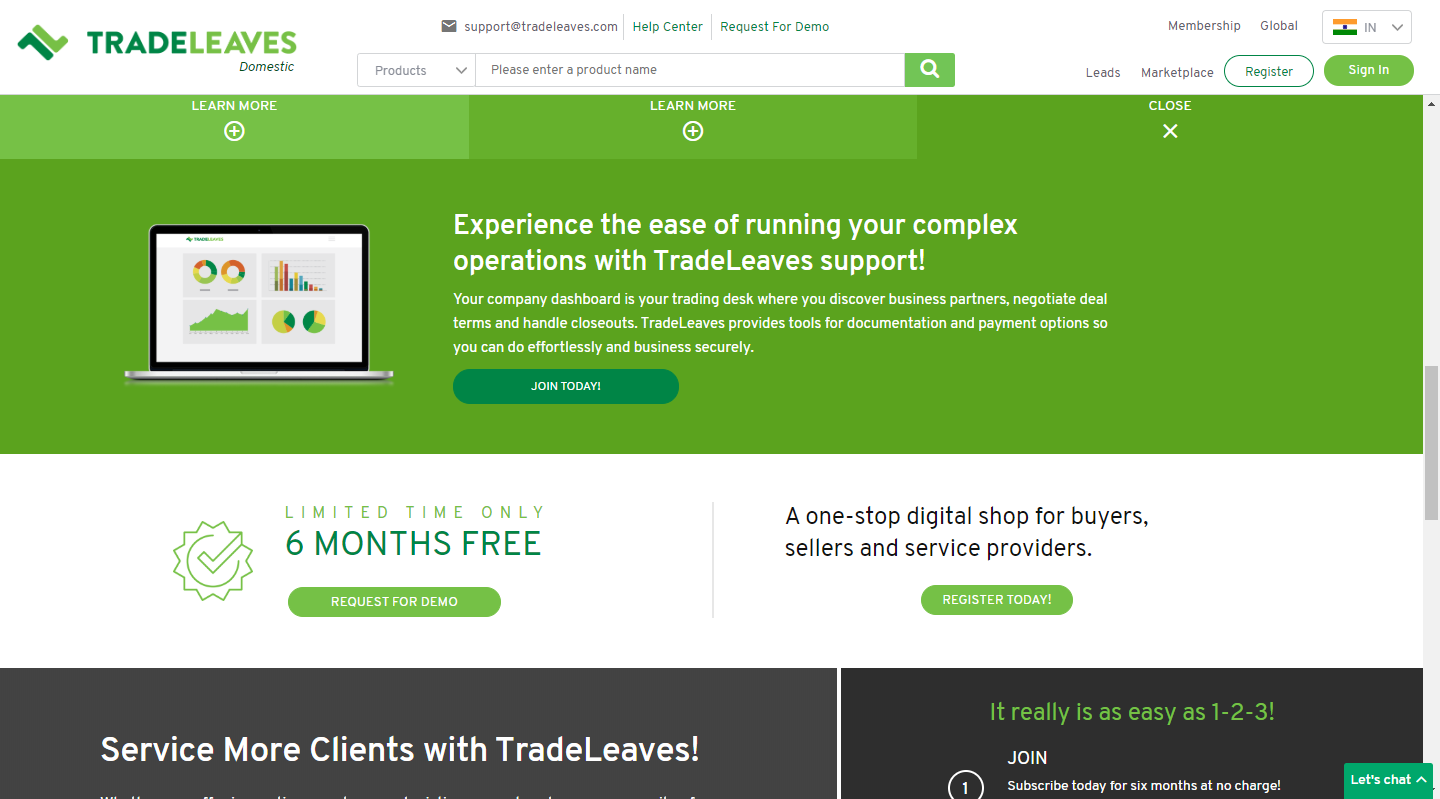 support@tradeleaves.com
Help Center
Request For Demo
Membership
Global
IN
TRADELEAVES
Domestic
Products
Please enter a product name
Leads
Marketplace
Register
Sign In
LEARN MORE
LEARN MORE
CLOSE
TRADELEAVES
Experience the ease of running your complex
operations with TradeLeaves support!
Your company dashboard is your trading desk where you discover business partners, negotiate deal
terms and handle closeouts. TradeLeaves provides tools for documentation and payment options so
you can do effortlessly and business securely.
JOIN TODAY!
LIMITED TIME ONLY
6 MONTHS FREE
REQUEST FOR DEMO
A one-stop digital shop for buyers,
sellers and service providers.
REGISTER TODAY!
Service More Clients with TradeLeaves!
It really is as easy as 1-2-3!
JOIN
1
Subscribe today for six months at no charge!
Let's chat